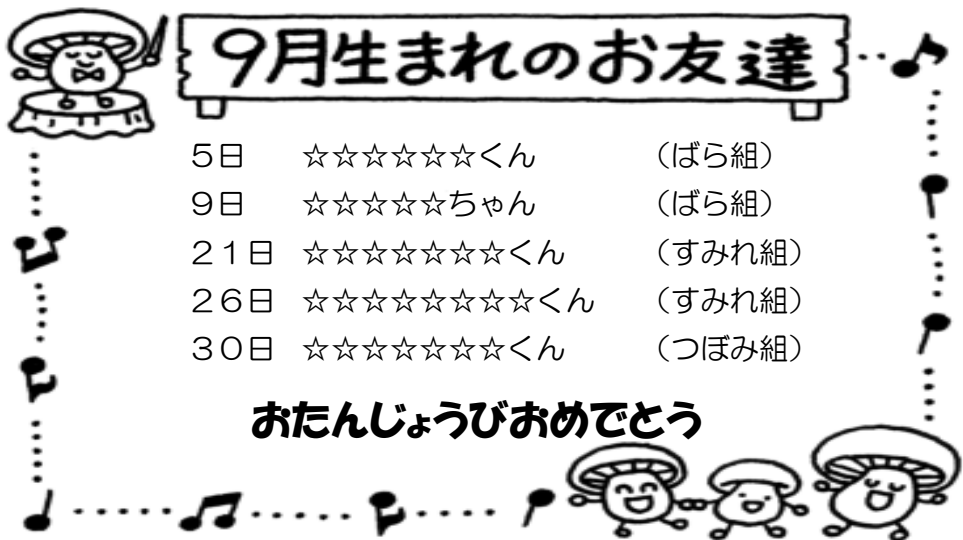 ９月生まれのお友達
５日　☆☆☆☆☆☆くん　（ばら組）
９日　☆☆☆☆☆ちゃん　（ばら組）
２１日　☆☆☆☆☆☆☆くん　（すみれ組）
２６日　☆☆☆☆☆☆☆☆くん　（すみれ組）
３０日　☆☆☆☆☆☆☆くん　（つぼみ組）
おたんじょうびおめでとう